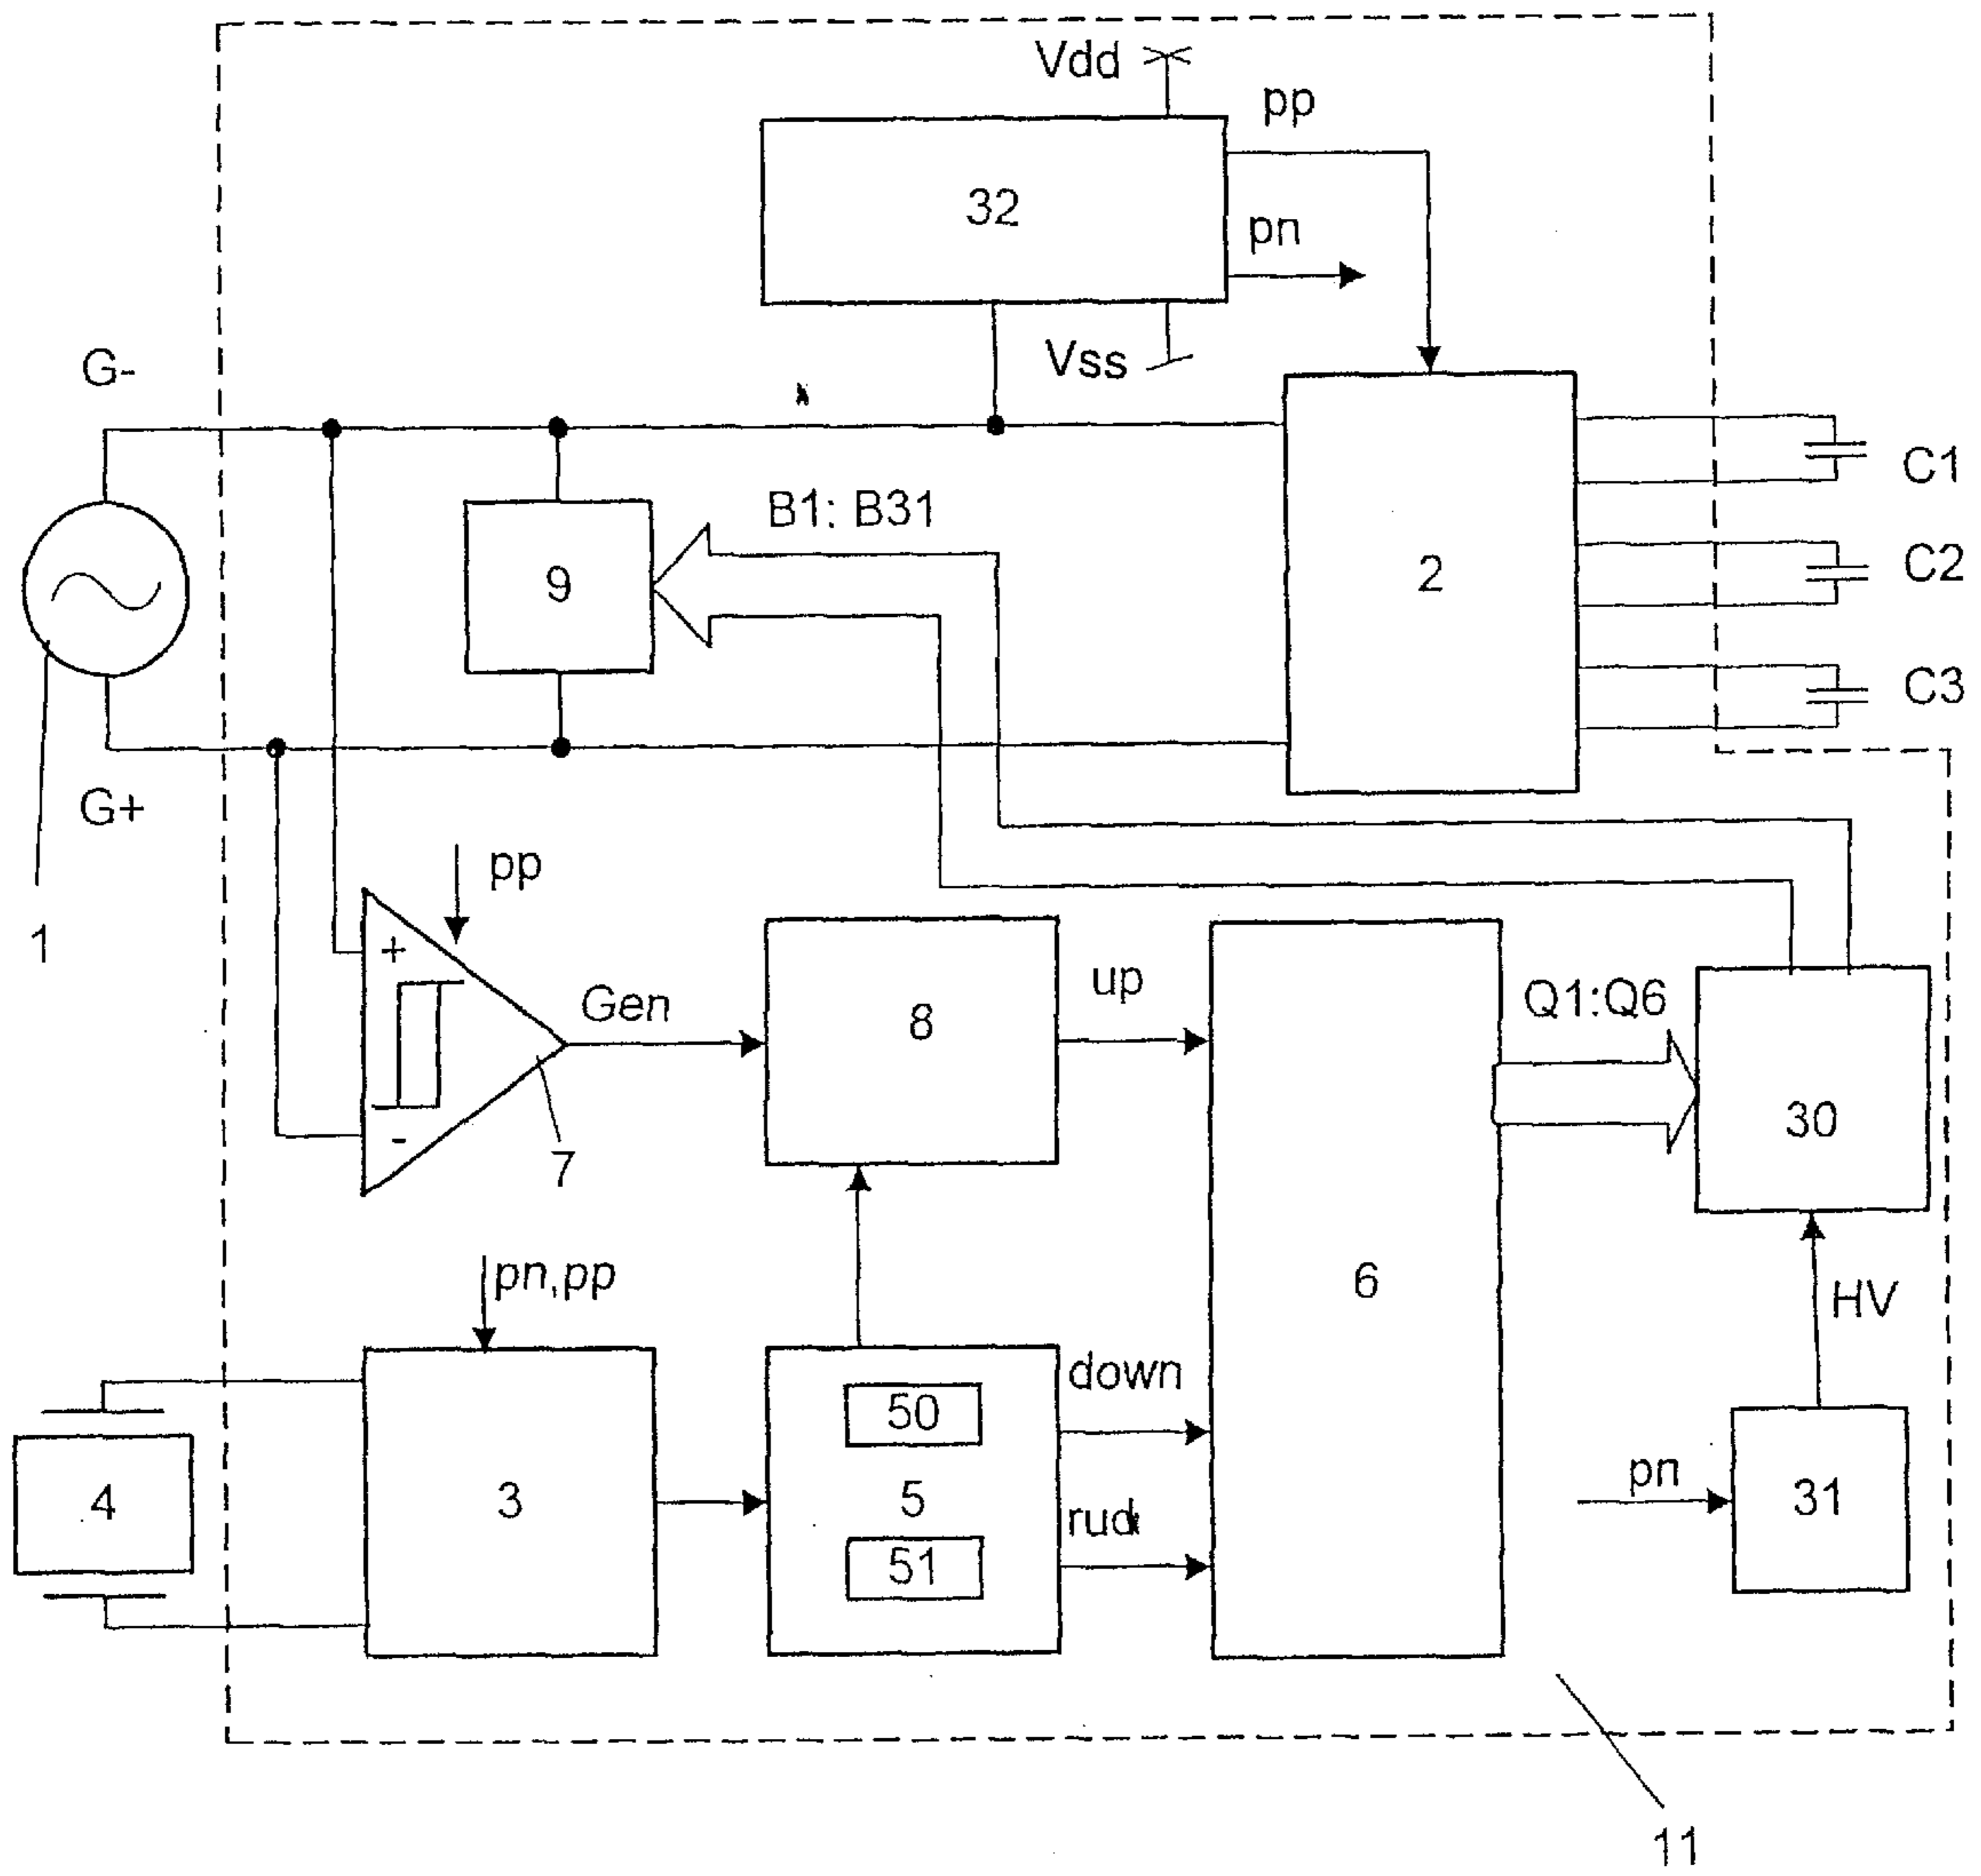 Vdd
pp
32
pn
Vss
G-
C1
B1: B31
C2
9
2
C3
G+
pp
1
+
Gen
8
up
Q1:Q6
-
7
30
pn,pp
6
HV
down
50
4
3
5
rud
pn
31
51
11